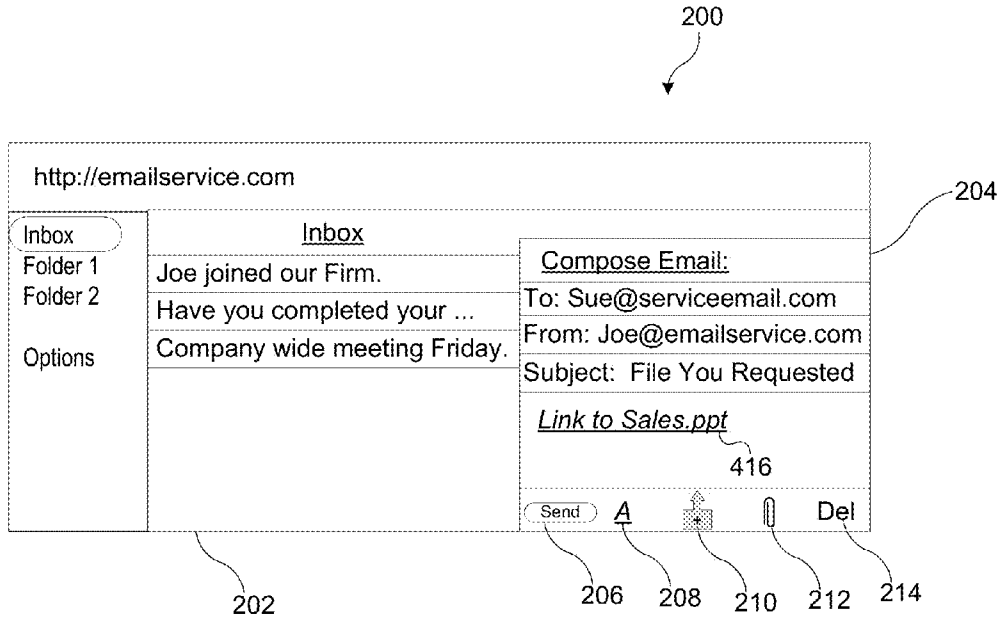 200
http://emailservice.com
204
Inbox
Folder 1
Folder 2
Options
Inbox
Joe joined our Firm.
Have you completed your ...
Company wide meeting Friday.
Compose Email:
To: Sue@serviceemail.com
From: Joe@emailservice.com
Subject: File You Requested
Link to Sales.ppt
416
Send A + Del
202
206
208
210
212
214